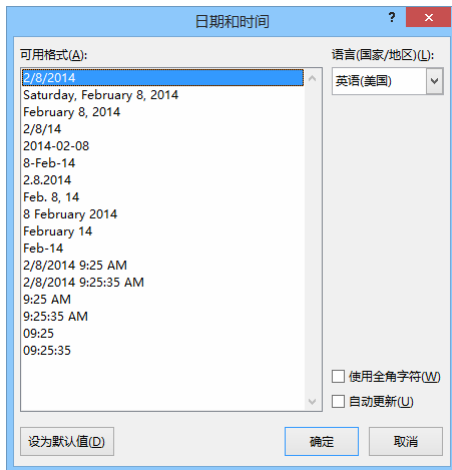 日期和时间
? ×
可用格式(A):
语言(国家/地区)(L):
2/8/2014
英语(美国)
Saturday, February 8, 2014
February 8, 2014
2/8/14
2014-02-08
8-Feb-14
2.8.2014
Feb. 8, 14
8 February 2014
February 14
Feb-14
2/8/2014 9:25 AM
2/8/2014 9:25:35 AM
9:25 AM
9:25:35 AM
09:25
09:25:35
使用全角字符(W)
自动更新(U)
设为默认值(D)
确定
取消